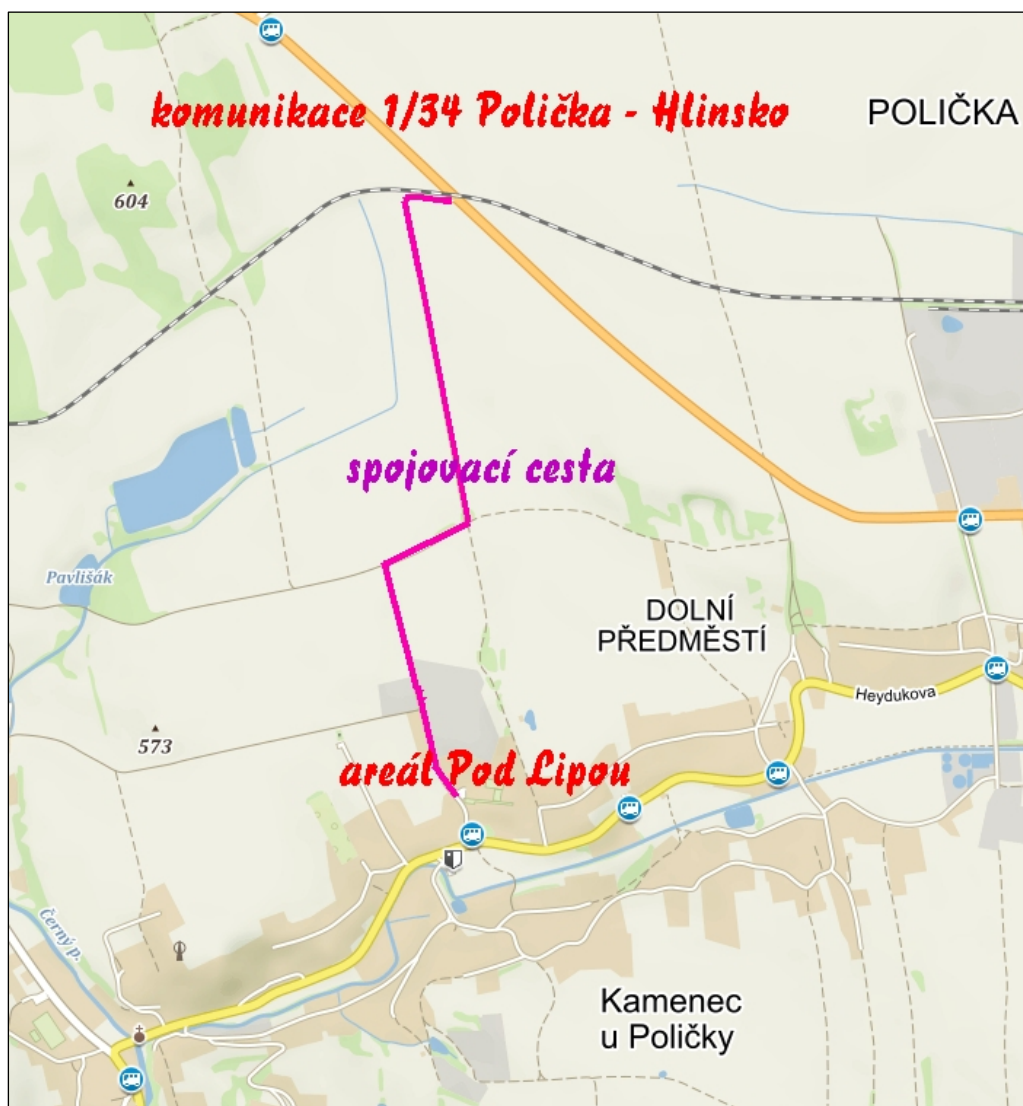 komunikace 1/34 Polička - Hlinsko
POLIČKA
604
spojovací cesta
Pavlišák
DOLNÍ
PŘEDMĚSTÍ
Heydukova
573
areál Pod Lipou
Černý p.
Kamenec
u Poličky